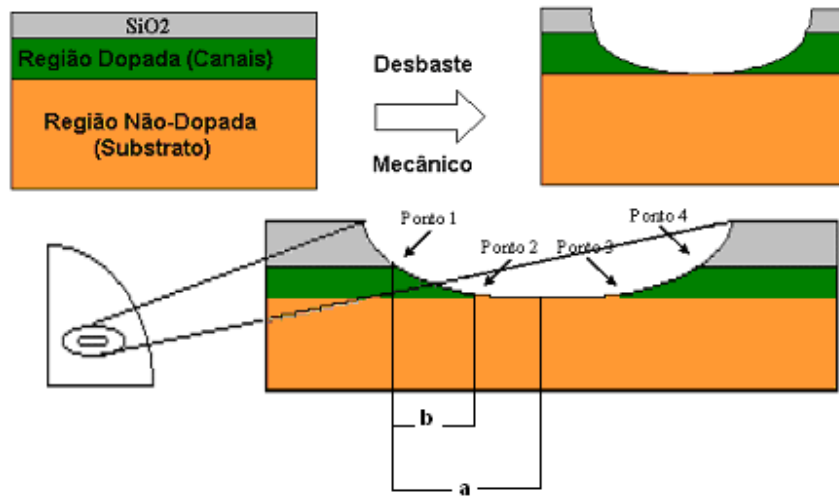 SiO2
Região Dopada (Canais)
Região Não-Dopada
(Substrato)
Desbaste
Mecânico
Ponto 1
Ponto 2
Ponto 3
Ponto 4
b
a